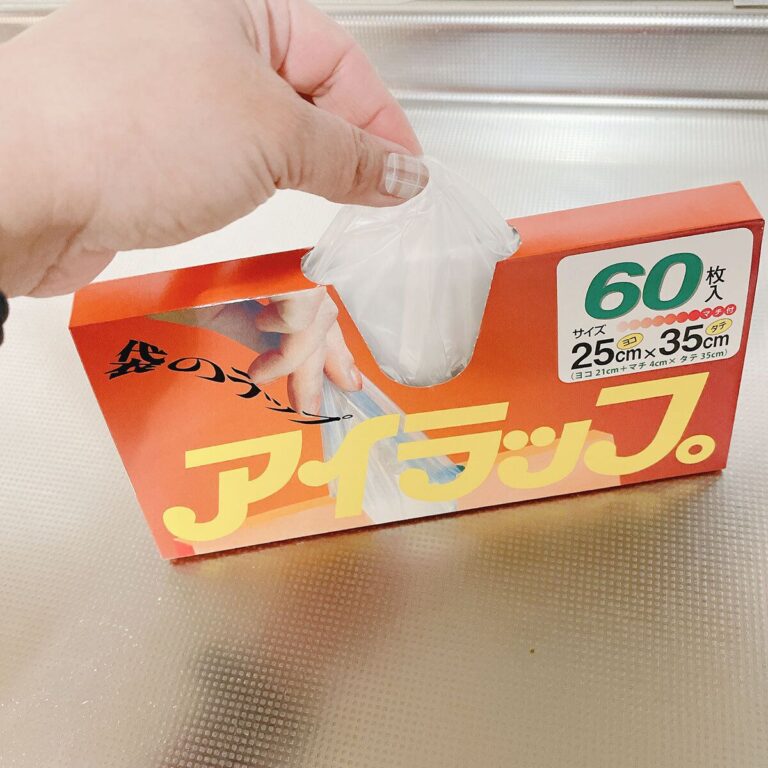 袋のラップ。
アイラップ。
60枚入
マチ付
サイズ ヨコ タテ
25cm×35cm
(ヨコ 21cm+マチ 4cm× タテ 35cm)